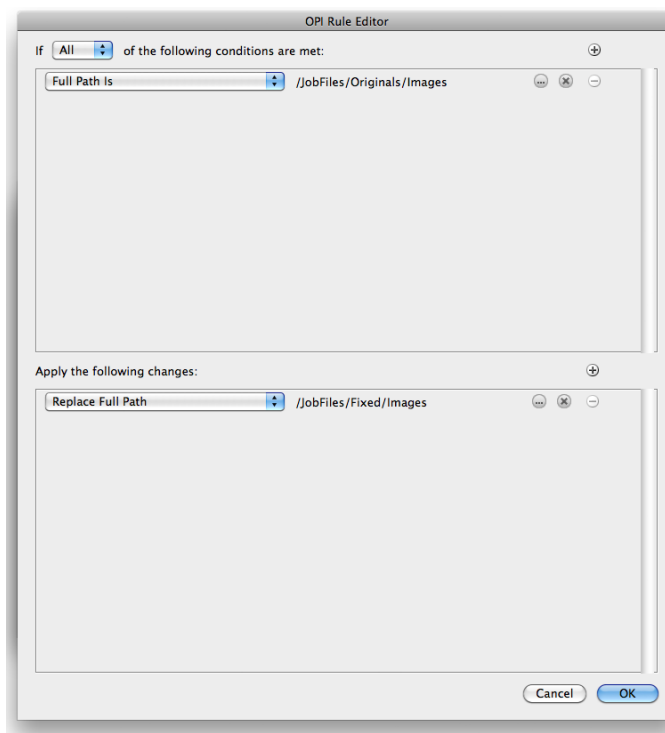 OPI Rule Editor
If All of the following conditions are met:
Full Path Is /JobFiles/Originals/Images
Apply the following changes:
Replace Full Path /JobFiles/Fixed/Images
Cancel OK